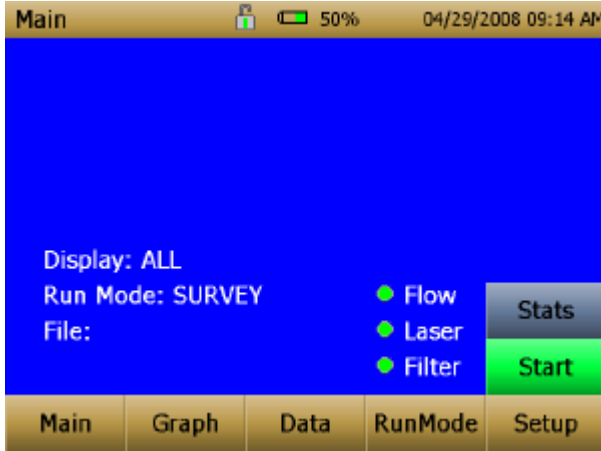 Main 50% 04/29/2008 09:14 AM
Display: ALL
Run Mode: SURVEY
File:
Flow
Laser
Filter
Stats
Start
Main Graph Data RunMode Setup